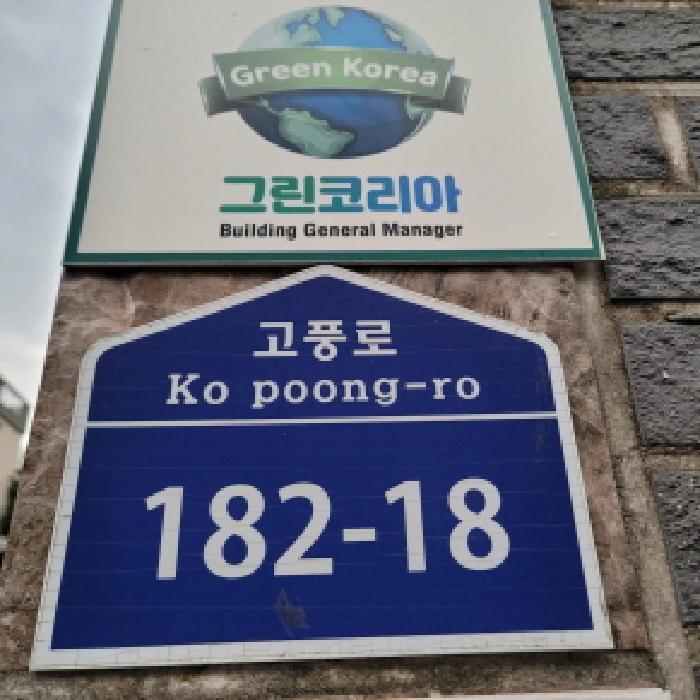 Green Korea
그린코리아
Building General Manager
고풍로
Ko poong-ro
182-18